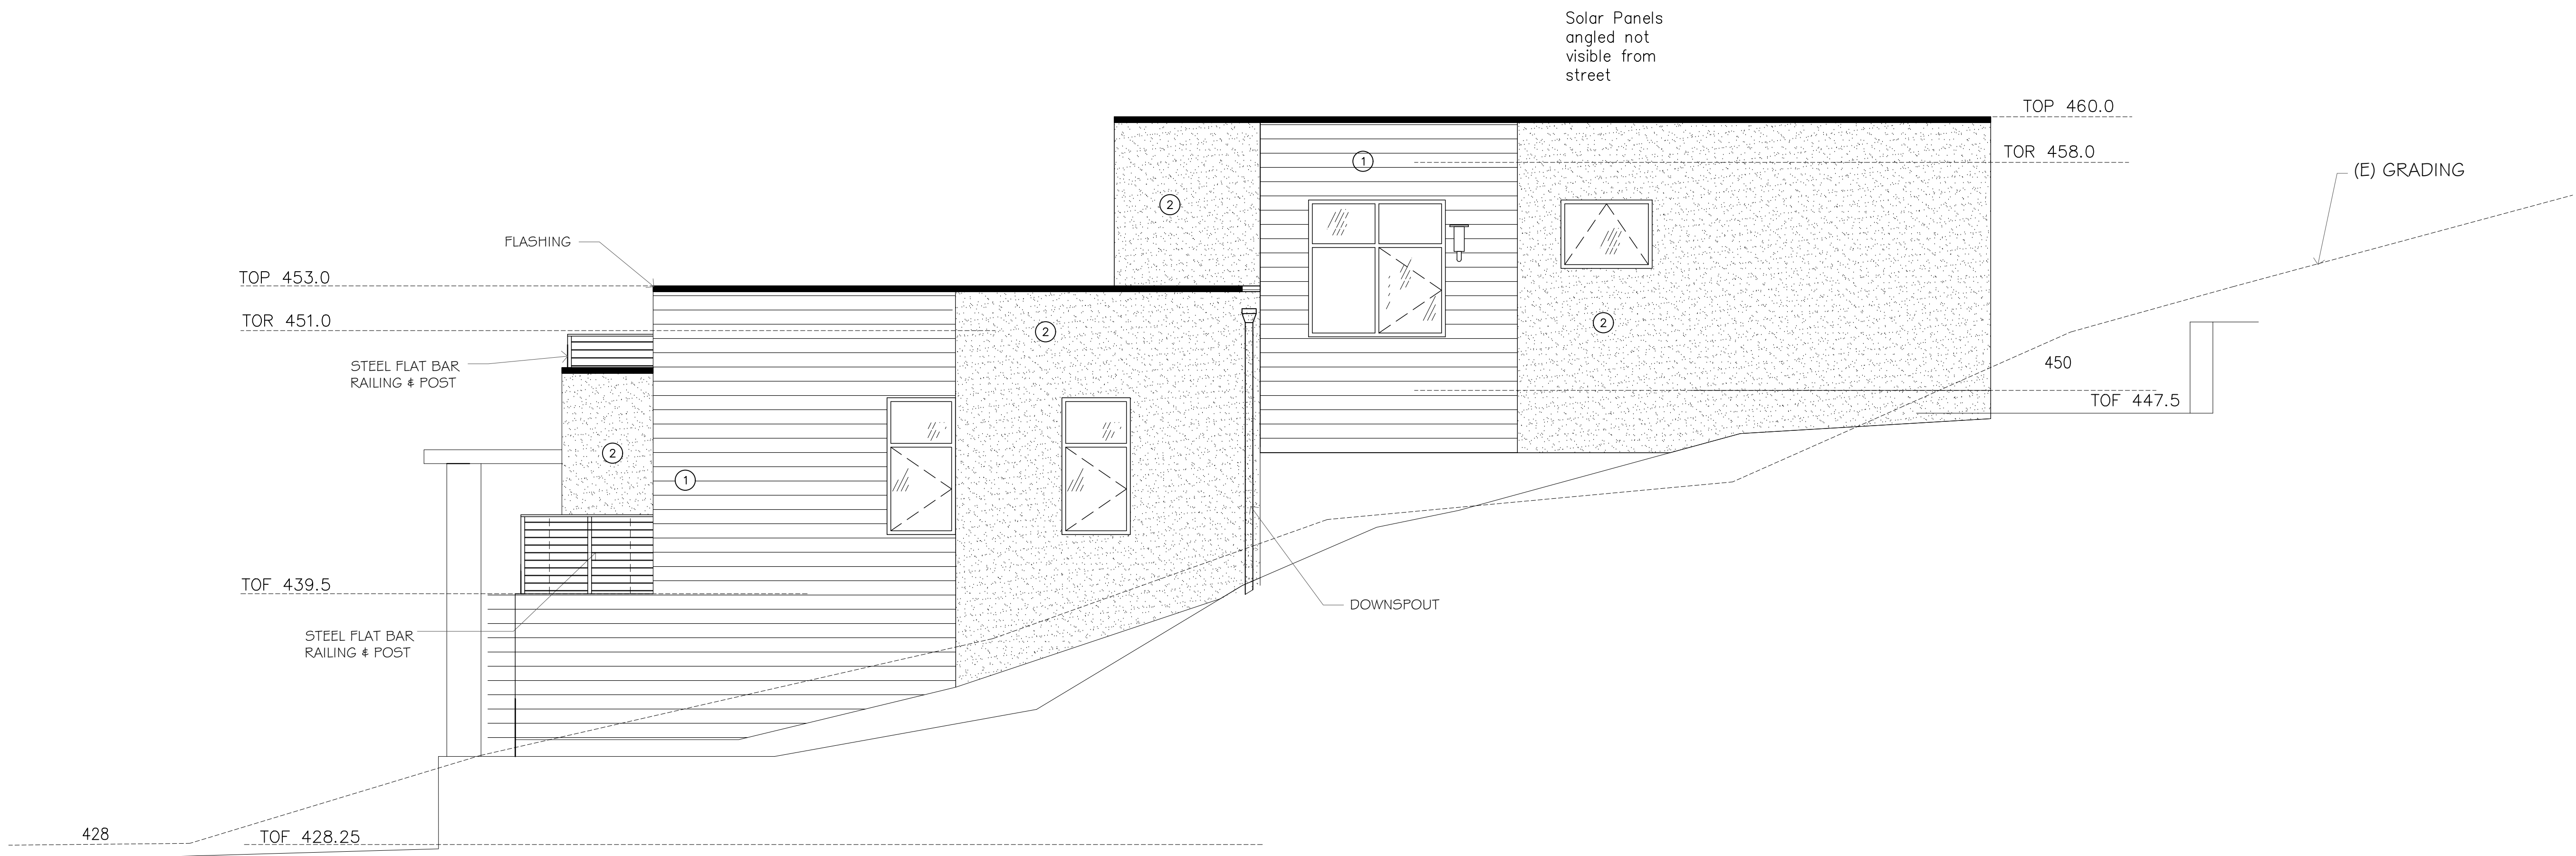 Solar Panels
angled not
visible from
street
TOP 460.0
TOR 458.0
(E) GRADING
1
2
FLASHING
TOP 453.0
TOR 451.0
2
2
STEEL FLAT BAR
RAILING & POST
450
TOF 447.5
2
1
TOF 439.5
DOWNSPOUT
STEEL FLAT BAR
RAILING & POST
428
TOF 428.25